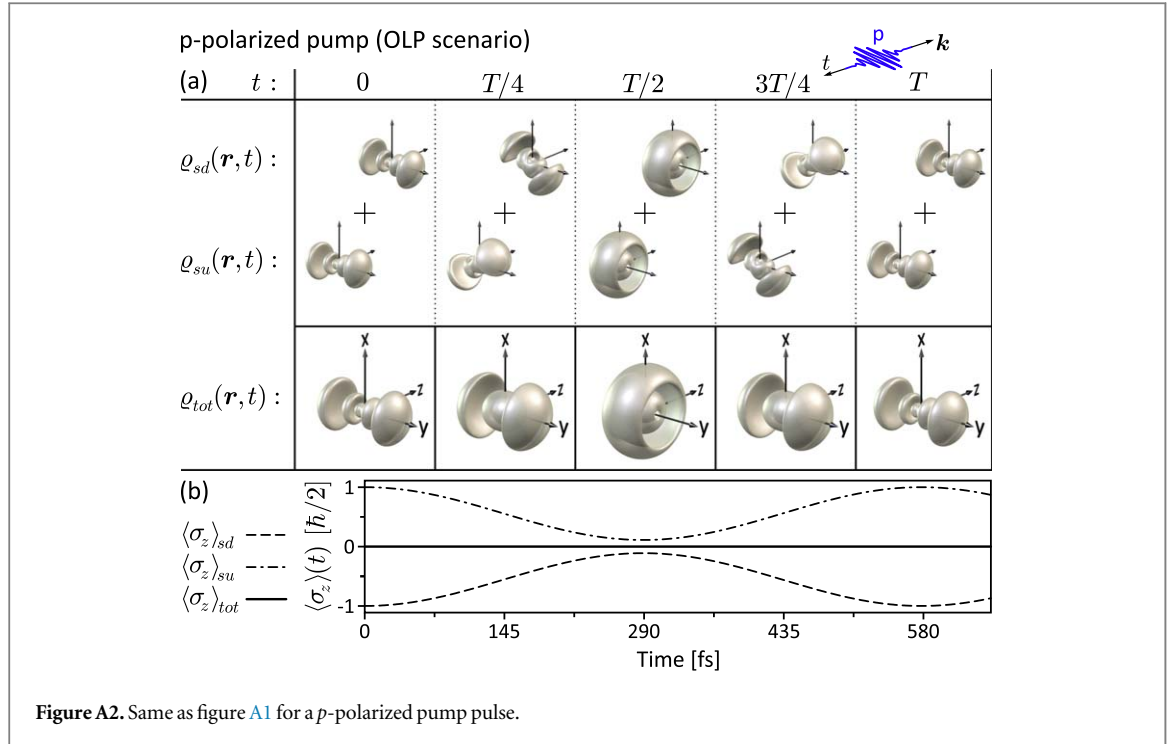 p-polarized pump (OLP scenario)
p
k
t
(a) t : 0 T/4 T/2 3T/4 T
ϱ_sd(r, t) :
+ + + + +
ϱ_su(r, t) :
x x x x x
ϱ_tot(r, t) : z z z z z
y y y y y
(b)
⟨σ_z⟩_sd
⟨σ_z⟩_su
⟨σ_z⟩_tot
⟨σ_z⟩(t) [ħ/2]
1
0
-1
0 145 290 435 580
Time [fs]
Figure A2. Same as figure A1 for a p-polarized pump pulse.